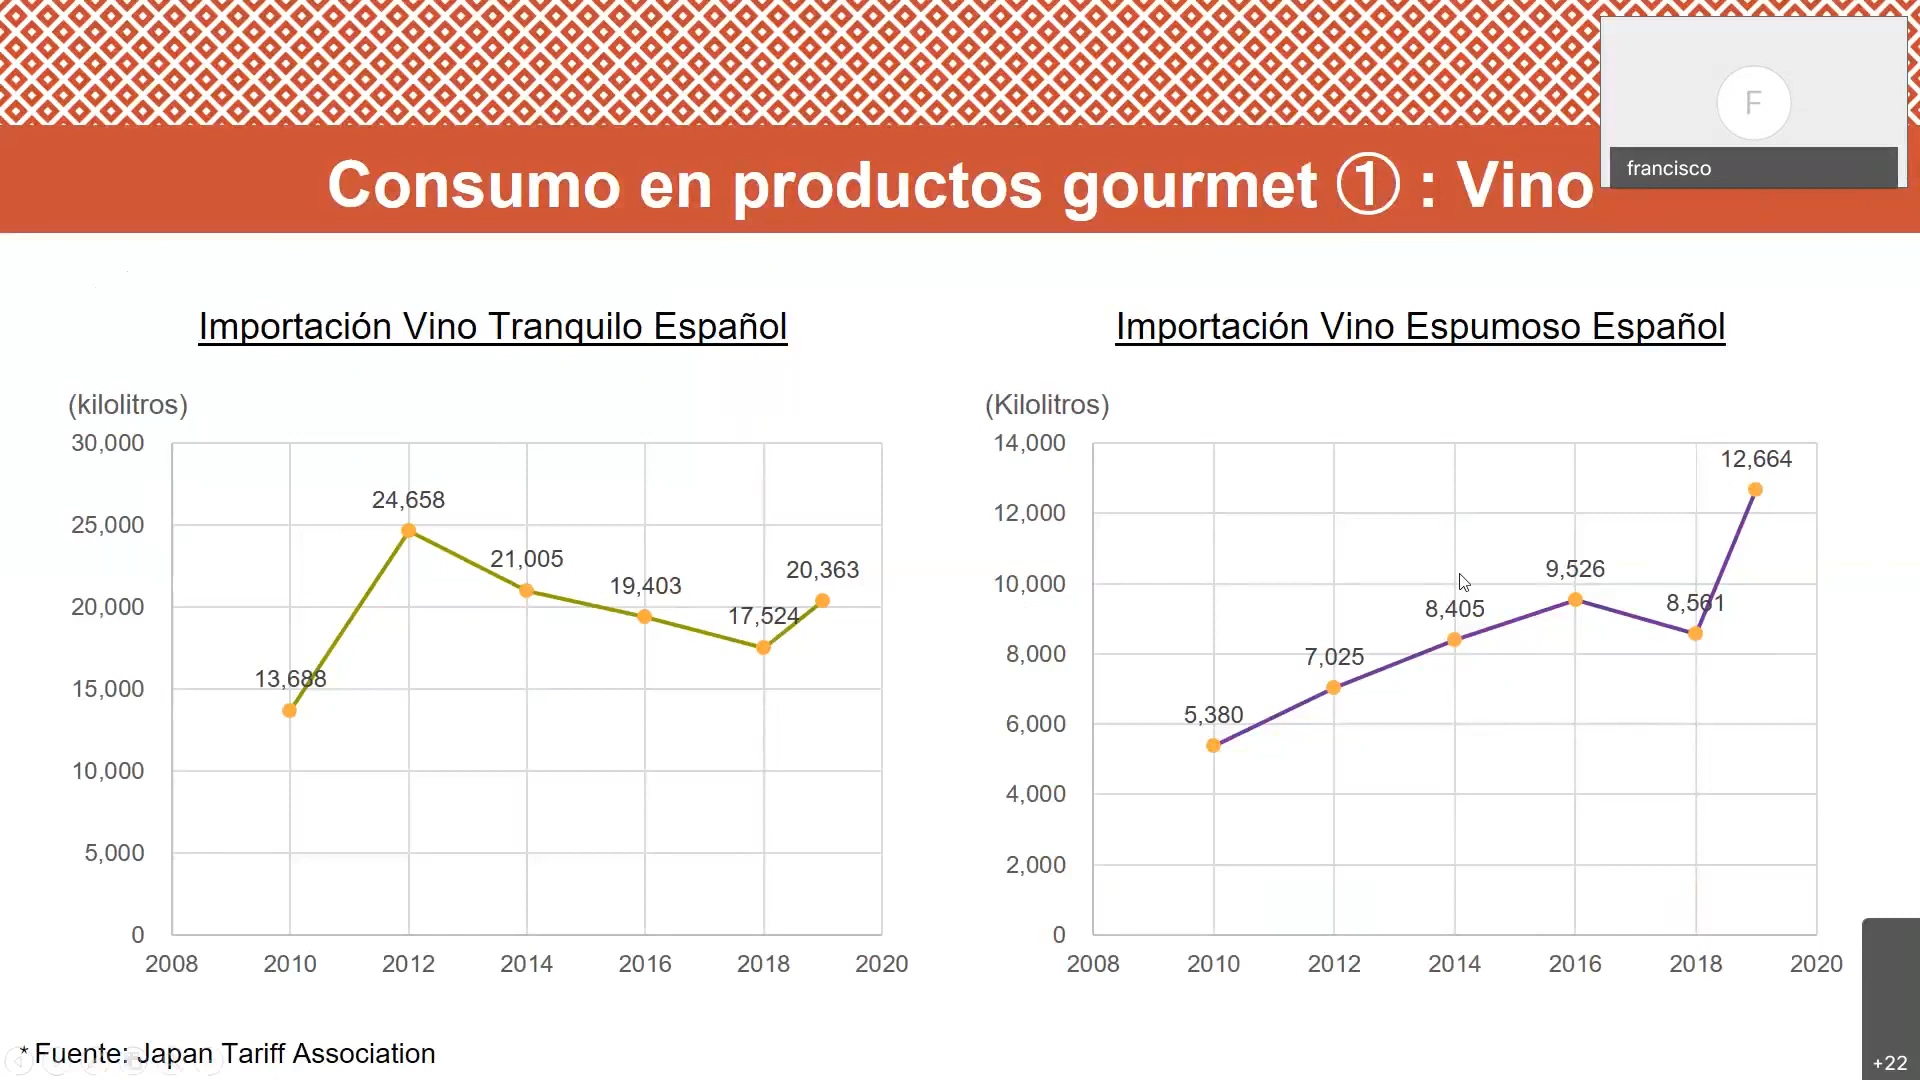 F
francisco
Consumo en productos gourmet ① : Vino
Importación Vino Tranquilo Español
(kilolitros)
30,000
25,000
20,000
15,000
10,000
5,000
0
13,688
24,658
21,005
19,403
17,524
20,363
2008 2010 2012 2014 2016 2018 2020
Importación Vino Espumoso Español
(Kilolitros)
14,000
12,000
10,000
8,000
6,000
4,000
2,000
0
5,380
7,025
8,405
9,526
8,561
12,664
2008 2010 2012 2014 2016 2018 2020
* Fuente: Japan Tariff Association
+22